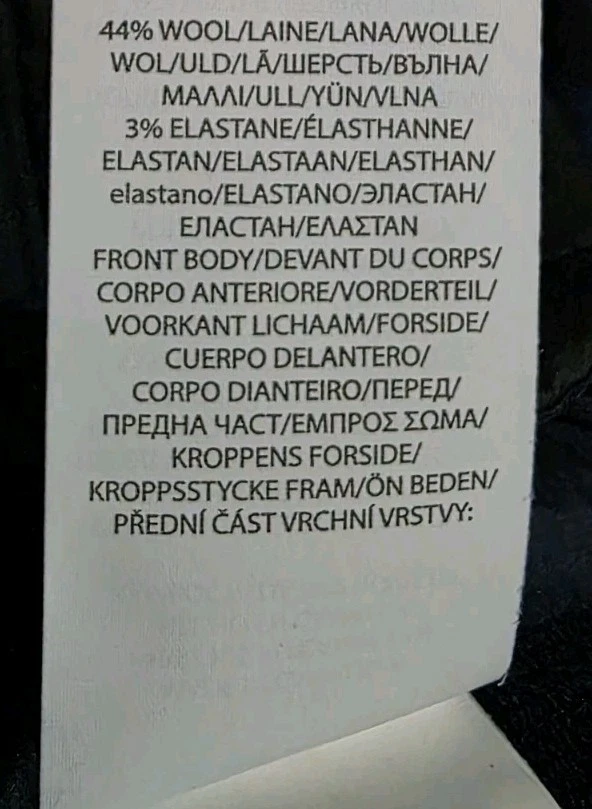 44% WOOL/LAINE/LANA/WOLLE/
WOL/ULD/LÃ/ШЕРСТЬ/ВЪЛНА/
ΜΑΛΛΙ/ULL/YÜN/VLNA
3% ELASTANE/ÉLASTHANNE/
ELASTAN/ELASTAAN/ELASTHAN/
elastano/ELASTANO/ЭЛАСТАН/
ЕЛАСТАН/ΕΛΑΣΤΑΝ
FRONT BODY/DEVANT DU CORPS/
CORPO ANTERIORE/VORDERTEIL/
VOORKANT LICHAAM/FORSIDE/
CUERPO DELANTERO/
CORPO DIANTEIRO/ПЕРЕД/
ПРЕДНА ЧАСТ/ΕΜΠΡΟΣ ΣΩΜΑ/
KROPPENS FORSIDE/
KROPPSSTYCKE FRAM/ÖN BEDEN/
PŘEDNÍ ČÁST VRCHNÍ VRSTVY: